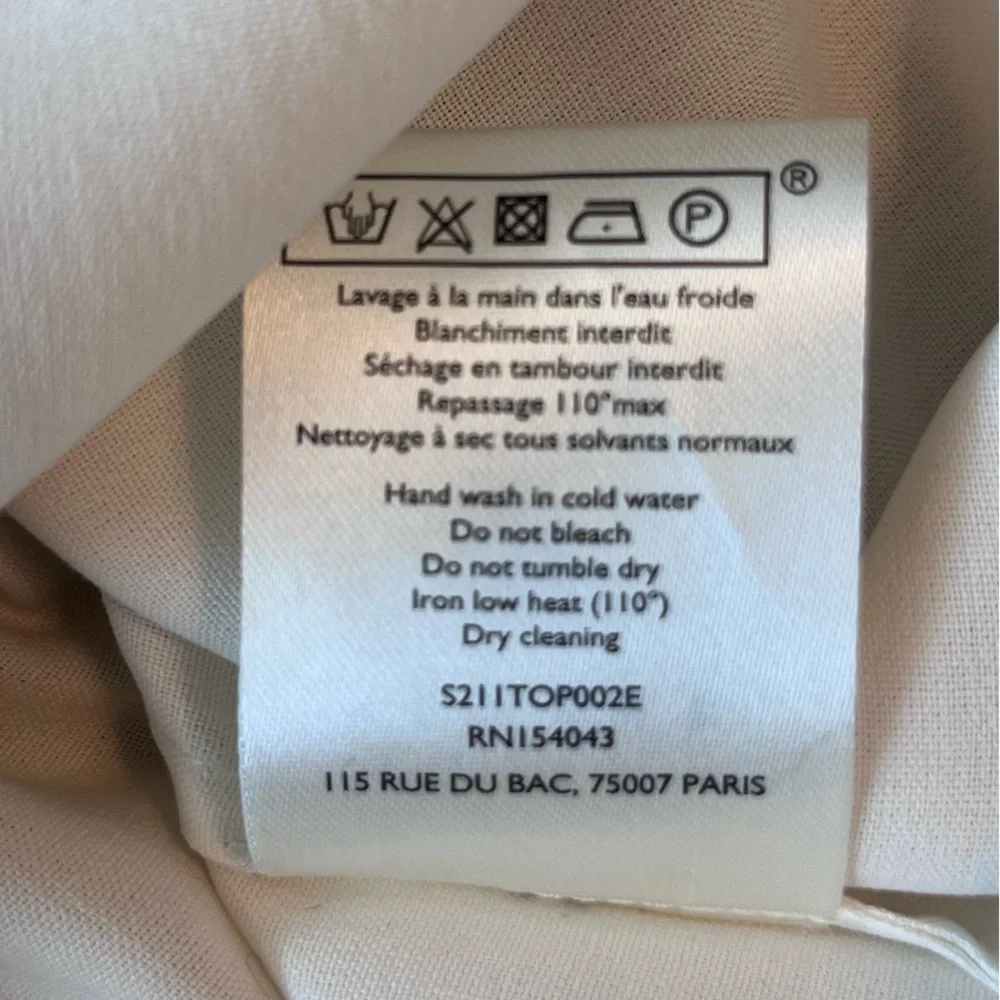 ®
P
Lavage à la main dans l'eau froide
Blanchiment interdit
Séchage en tambour interdit
Repassage 110°max
Nettoyage à sec tous solvants normaux
Hand wash in cold water
Do not bleach
Do not tumble dry
Iron low heat (110°)
Dry cleaning
S211TOP002E
RN154043
115 RUE DU BAC, 75007 PARIS